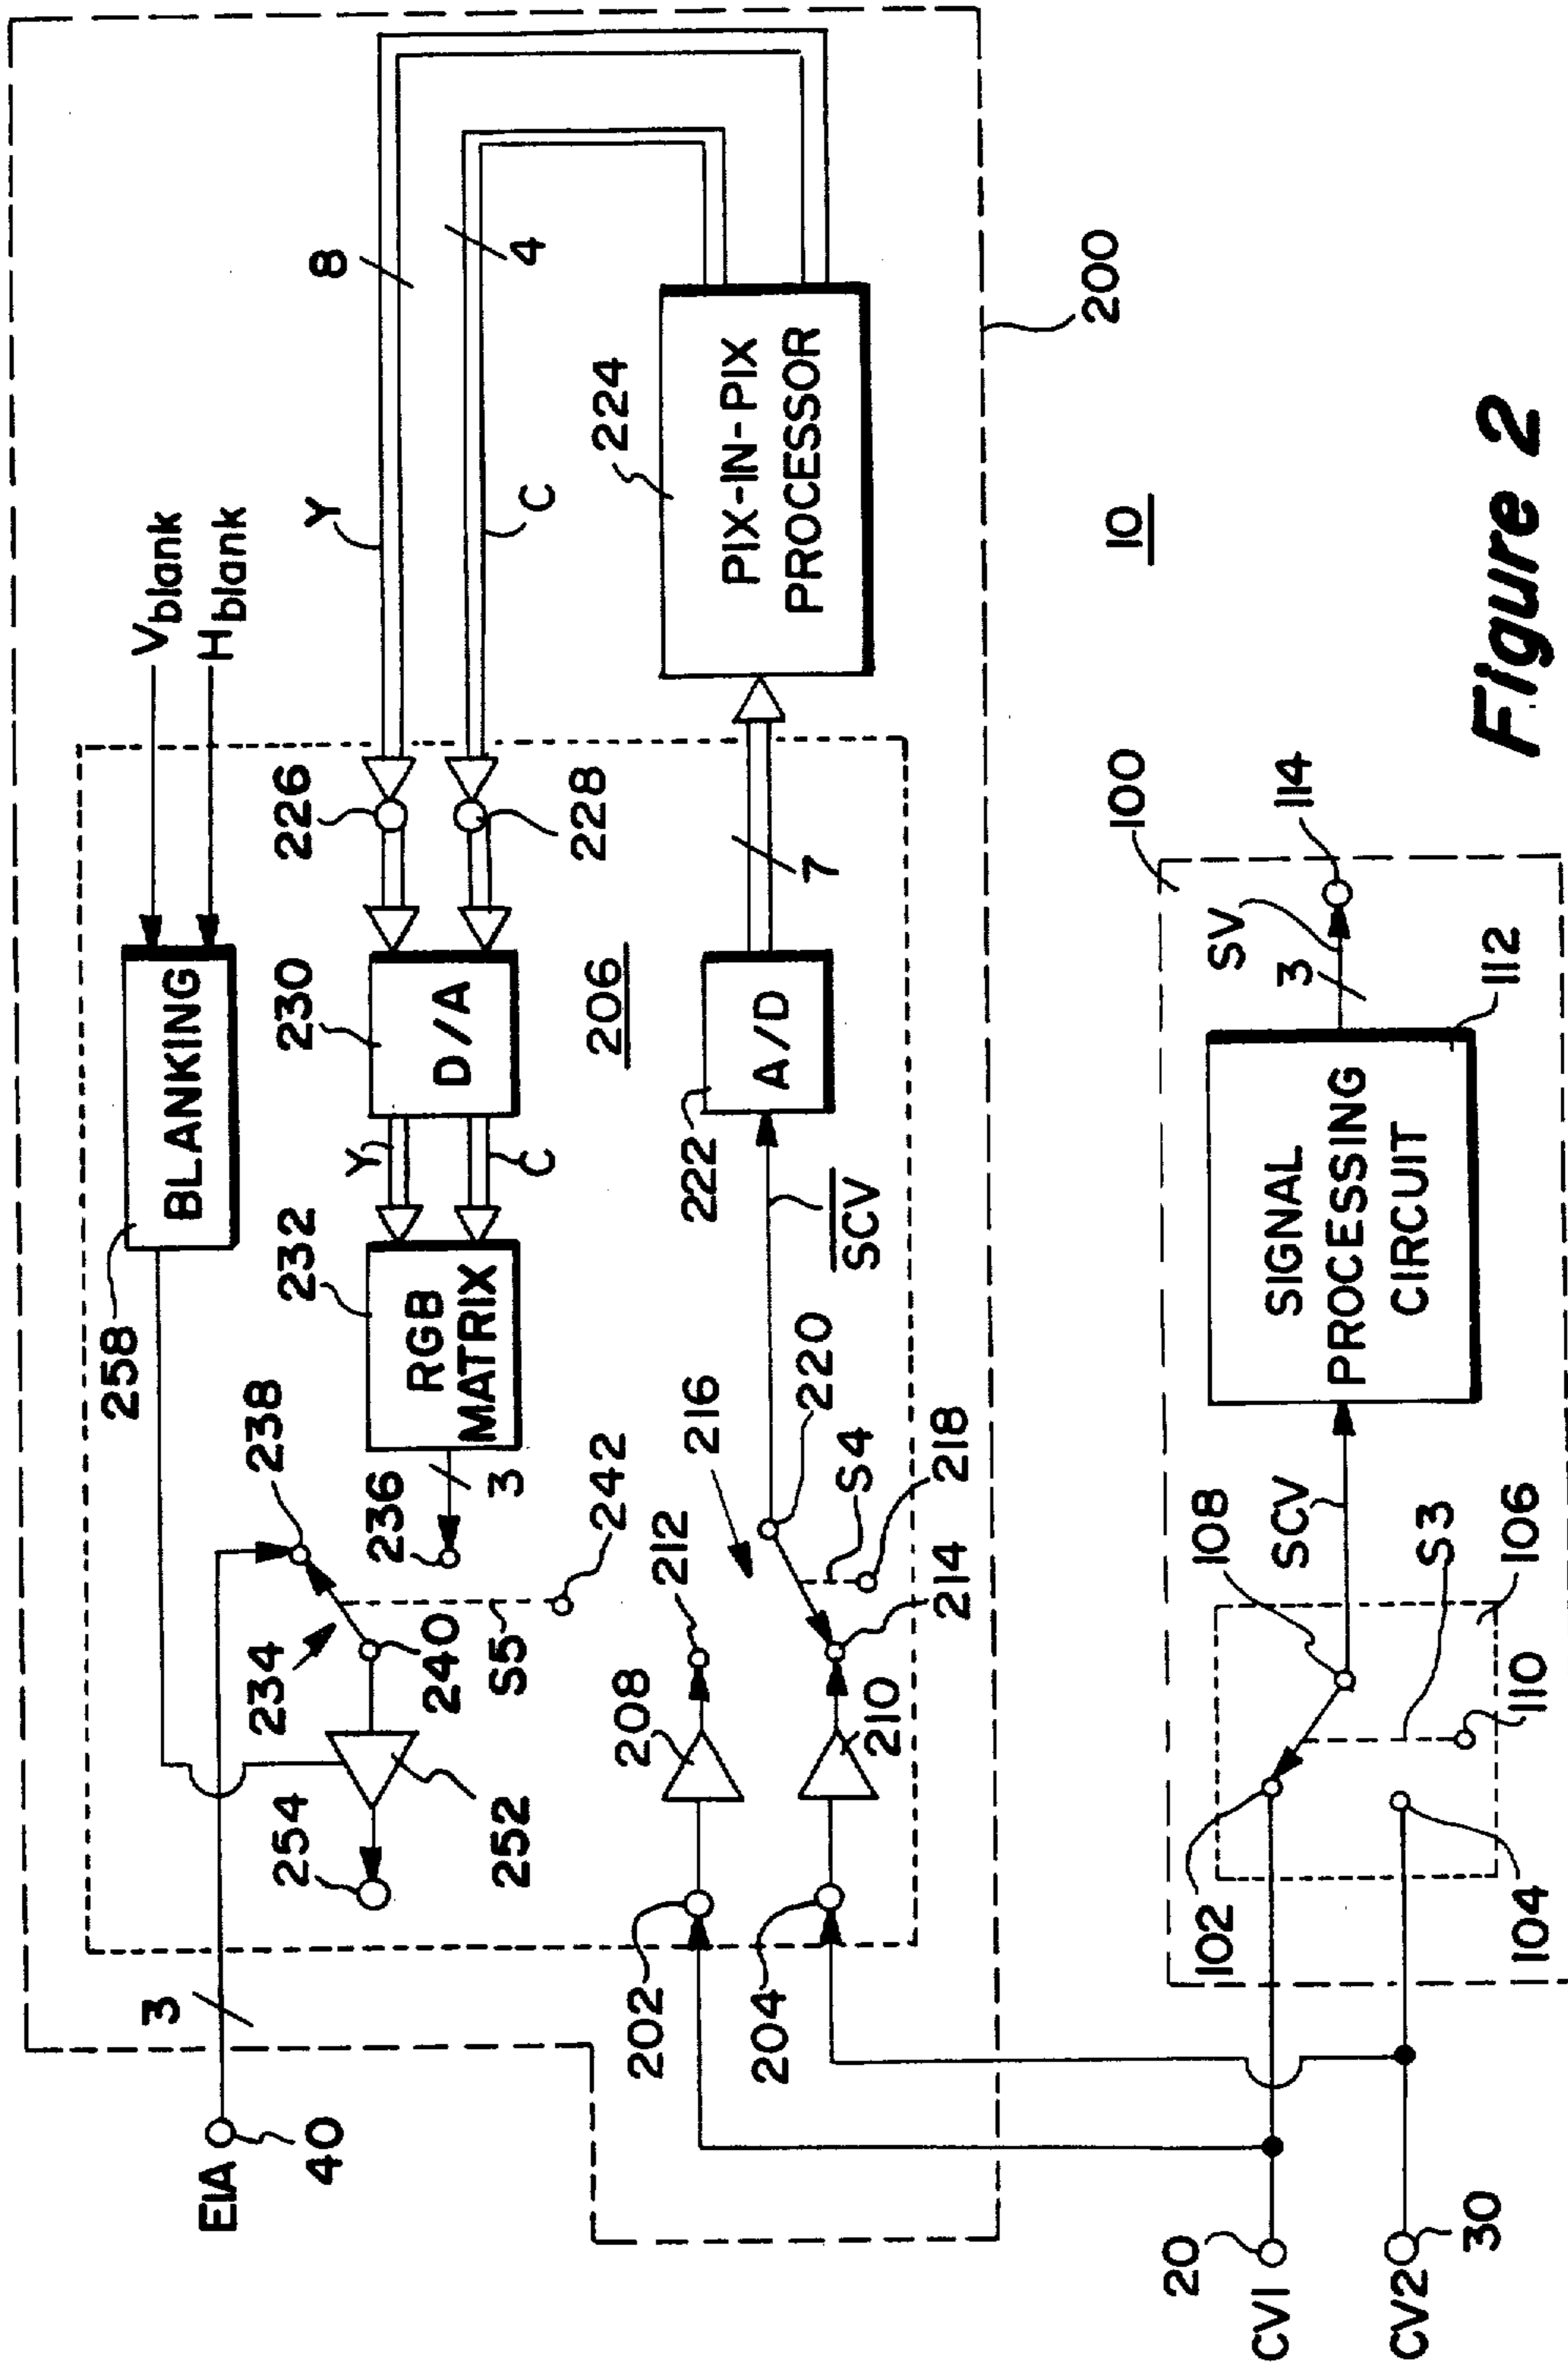 EIA
40
3
254
252
234
240
238
S5
242
236
3
258
BLANKING
Vblank
Hblank
232
RGB
MATRIX
Y
C
230
D/A
226
228
Y
C
8
4
206
202
204
208
210
212
214
216
S4
218
220
SCV
222
A/D
7
224
PIX-IN-PIX
PROCESSOR
200
10
20
CV1
CV2
30
102
104
108
110
S3
106
SCV
SIGNAL
PROCESSING
CIRCUIT
112
3
SV
114
100
Figure 2